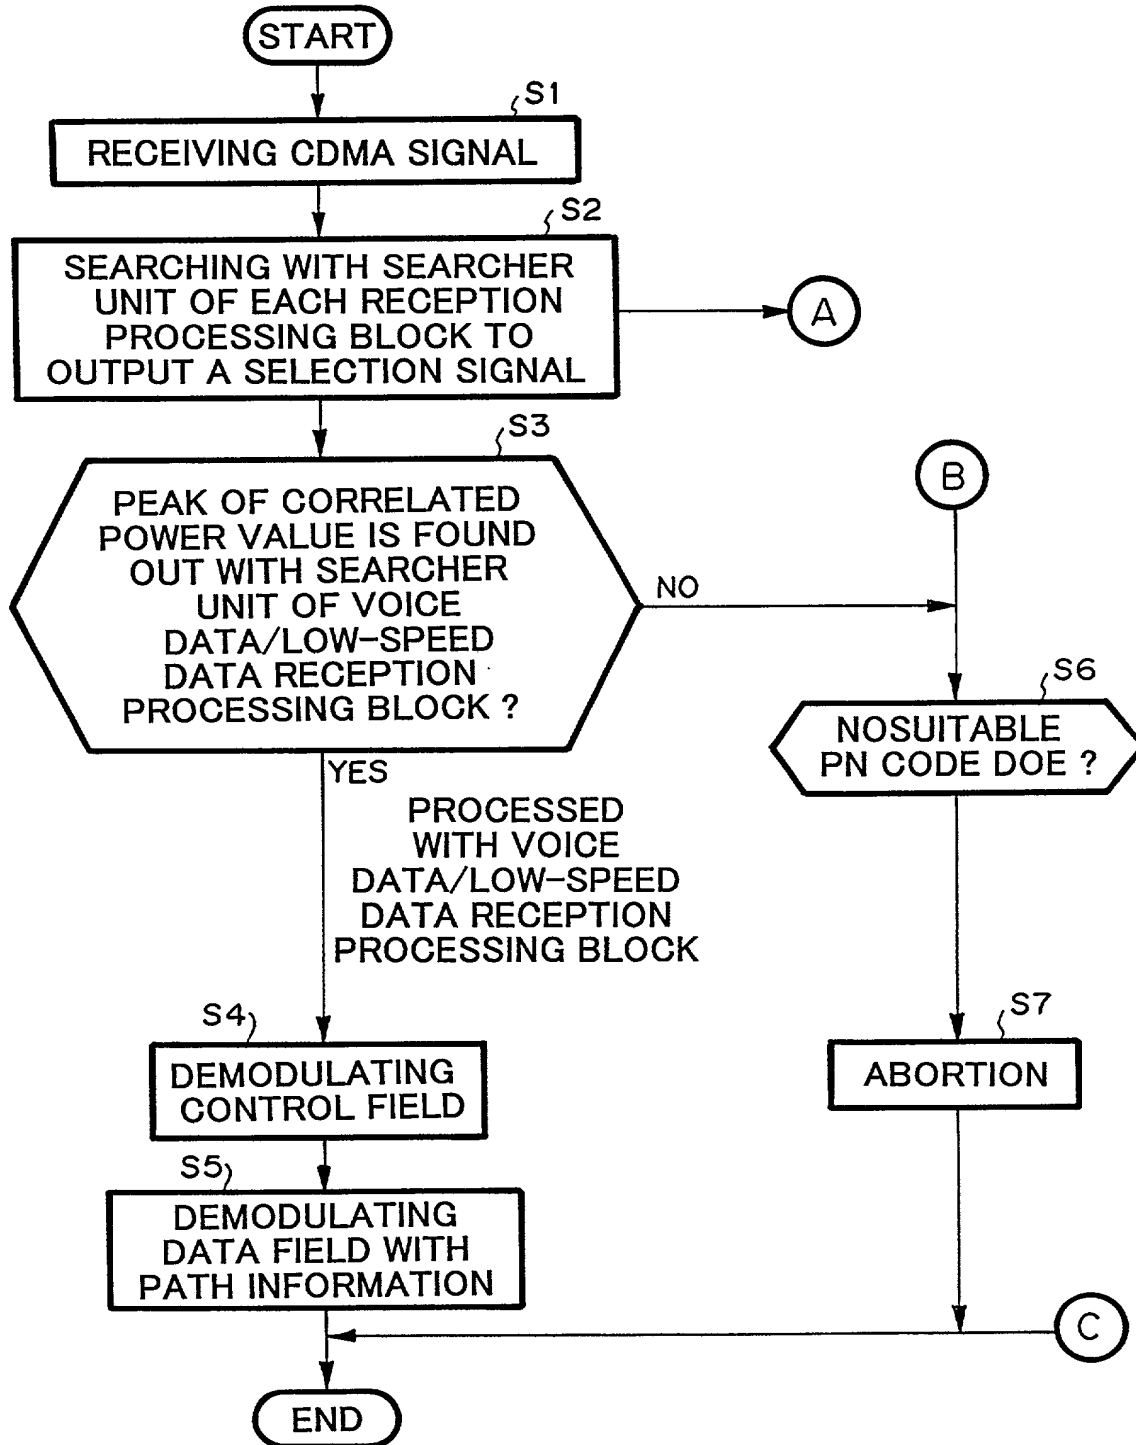 START
S1
RECEIVING CDMA SIGNAL
S2
SEARCHING WITH SEARCHER
UNIT OF EACH RECEPTION
PROCESSING BLOCK TO
OUTPUT A SELECTION SIGNAL
A
S3
PEAK OF CORRELATED
POWER VALUE IS FOUND
OUT WITH SEARCHER
UNIT OF VOICE
DATA/LOW-SPEED
DATA RECEPTION
PROCESSING BLOCK ?
NO
B
YES
PROCESSED
WITH VOICE
DATA/LOW-SPEED
DATA RECEPTION
PROCESSING BLOCK
S6
NOSUITABLE
PN CODE DOE ?
S4
DEMODULATING
CONTROL FIELD
S7
ABORTION
S5
DEMODULATING
DATA FIELD WITH
PATH INFORMATION
C
END